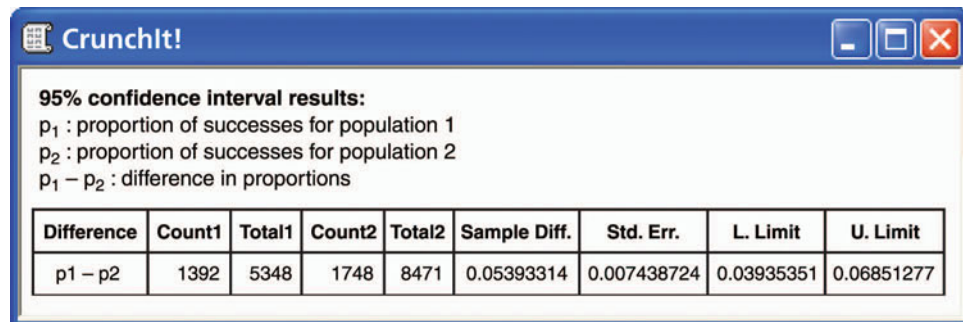 CrunchIt!
95% confidence interval results:
p₁ : proportion of successes for population 1
p₂ : proportion of successes for population 2
p₁ – p₂ : difference in proportions
Difference Count1 Total1 Count2 Total2 Sample Diff. Std. Err. L. Limit U. Limit
p1 – p2 1392 5348 1748 8471 0.05393314 0.007438724 0.03935351 0.06851277